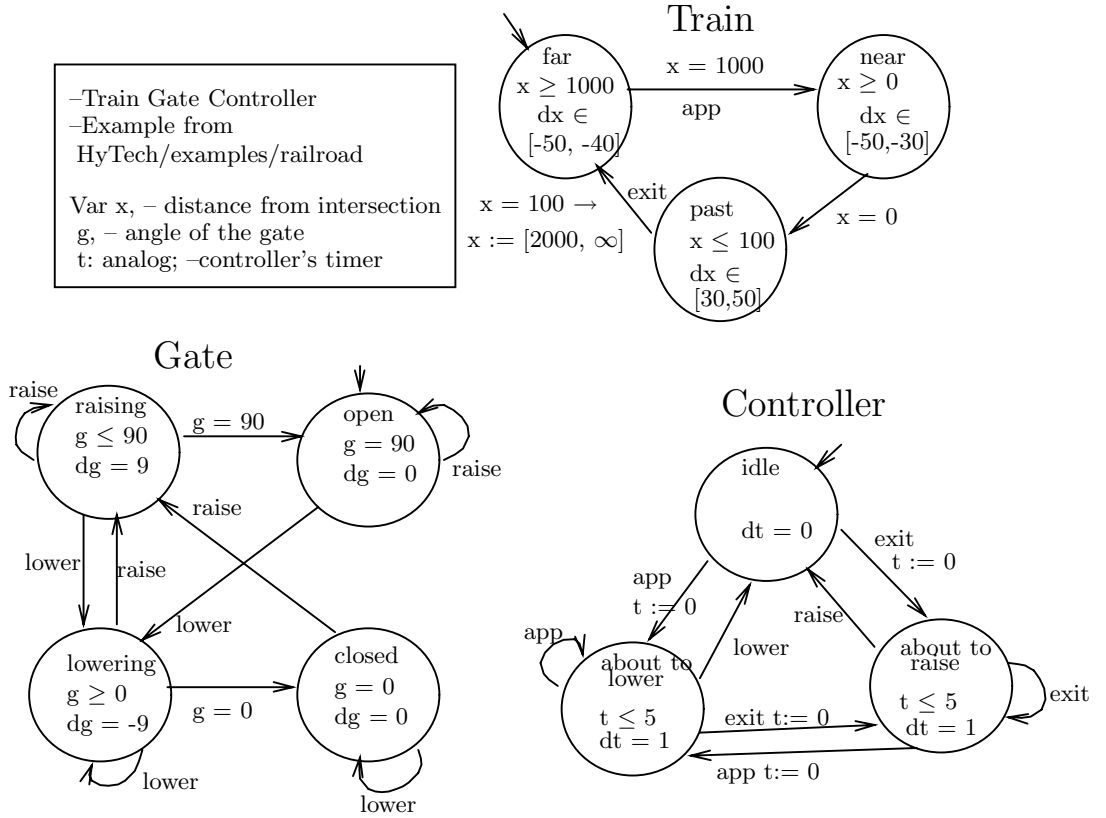 Train
–Train Gate Controller
–Example from
HyTech/examples/railroad
Var x, – distance from intersection
g, – angle of the gate
t: analog; –controller's timer
far
x ≥ 1000
dx ∈
[-50, -40]
x = 1000
app
near
x ≥ 0
dx ∈
[-50,-30]
exit
x = 100 →
x := [2000, ∞]
past
x ≤ 100
dx ∈
[30,50]
x = 0
Gate
raise
raising
g ≤ 90
dg = 9
g = 90
open
g = 90
dg = 0
raise
raise
lower
raise
lower
lowering
g ≥ 0
dg = -9
g = 0
closed
g = 0
dg = 0
lower
lower
Controller
idle
dt = 0
exit
t := 0
app
t := 0
raise
lower
app
about to
lower
t ≤ 5
dt = 1
exit t:= 0
app t:= 0
about to
raise
t ≤ 5
dt = 1
exit